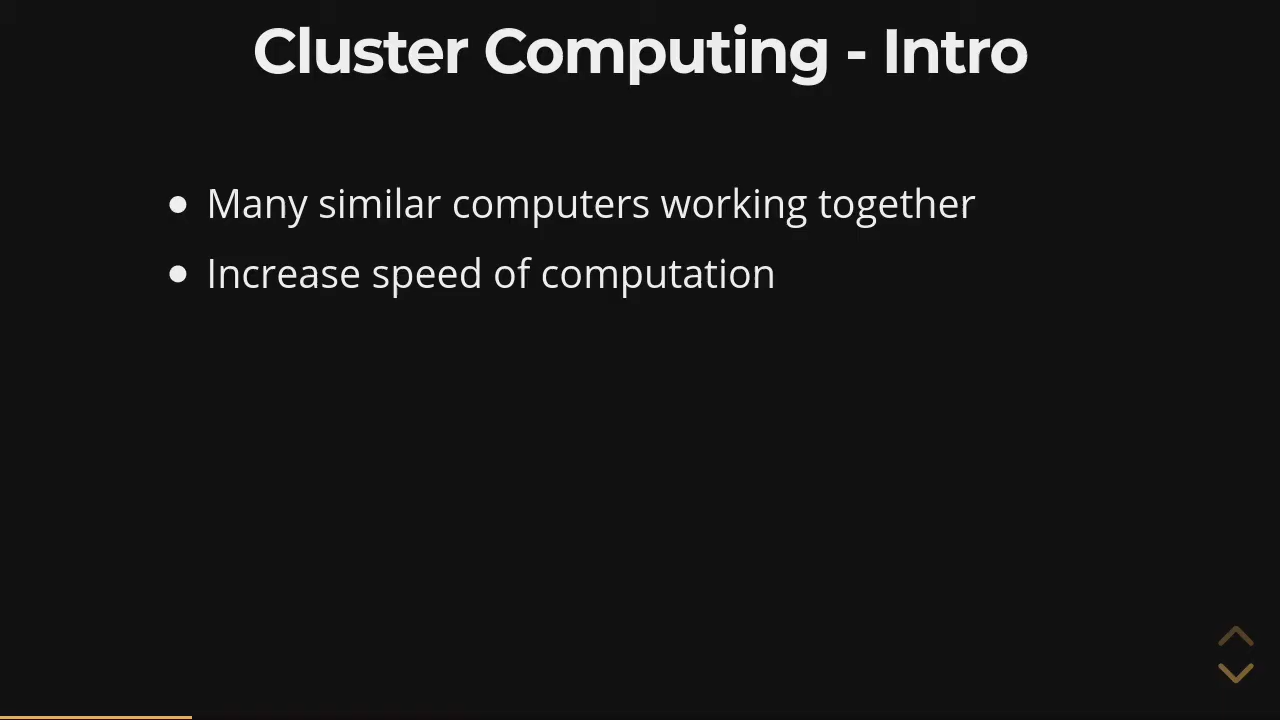 Cluster Computing - Intro
● Many similar computers working together
● Increase speed of computation